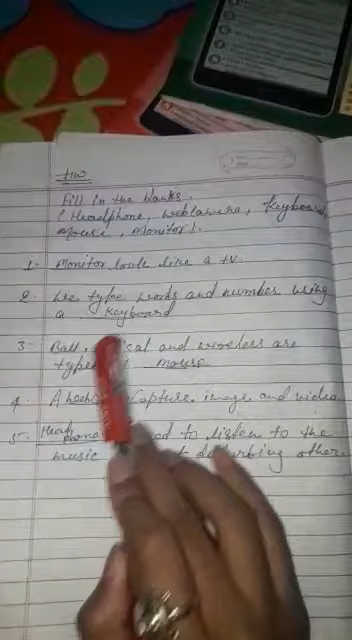 HW
Fill in the blanks.
(Headphone, webcamera, Keyboard,
Mouse, Monitor).
1- Monitor look like a tv.
2- We type words and number using
a Keyboard
3- Ball, and wireless are
type mouse
4- A capture image and video
5- Head to listen to the
phone
music disturbing other.